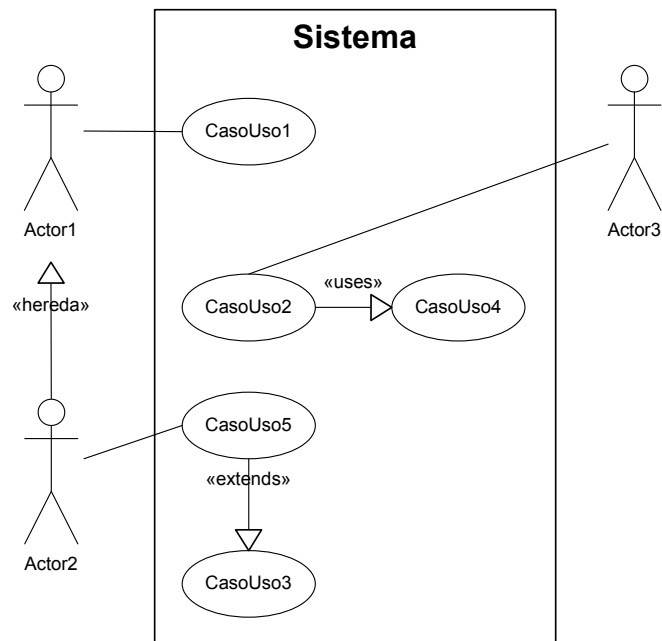 Sistema
CasoUso1
Actor1
Actor3
«hereda»
«uses»
CasoUso2
CasoUso4
CasoUso5
«extends»
Actor2
CasoUso3